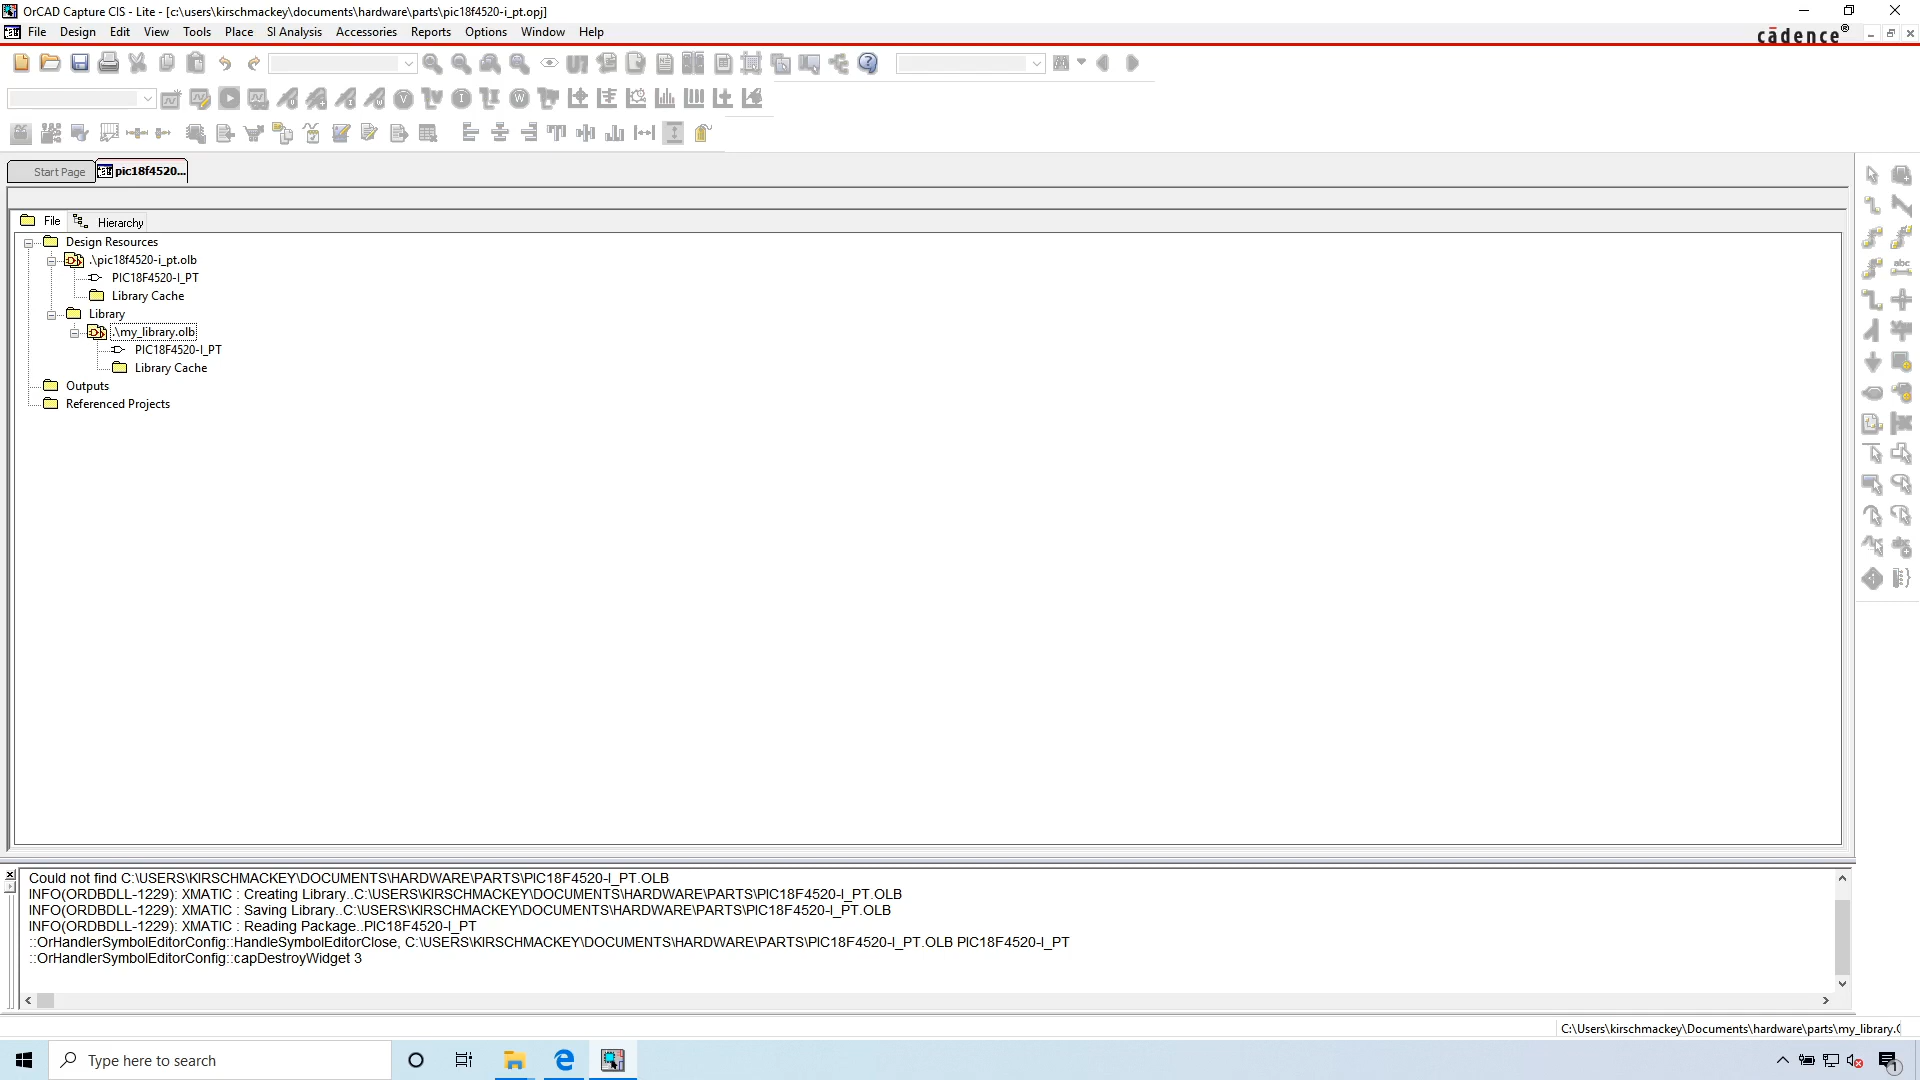 OrCAD Capture CIS - Lite - [c:\users\kirschmackey\documents\hardware\parts\pic18f4520-i_pt.opj]
File Design Edit View Tools Place SI Analysis Accessories Reports Options Window Help
cādence®
Start Page pic18f4520...
File Hierarchy
Design Resources
.\pic18f4520-i_pt.olb
PIC18F4520-I_PT
Library Cache
Library
.\my_library.olb
PIC18F4520-I_PT
Library Cache
Outputs
Referenced Projects
Could not find C:\USERS\KIRSCHMACKEY\DOCUMENTS\HARDWARE\PARTS\PIC18F4520-I_PT.OLB
INFO(ORDBDLL-1229): XMATIC : Creating Library..C:\USERS\KIRSCHMACKEY\DOCUMENTS\HARDWARE\PARTS\PIC18F4520-I_PT.OLB
INFO(ORDBDLL-1229): XMATIC : Saving Library..C:\USERS\KIRSCHMACKEY\DOCUMENTS\HARDWARE\PARTS\PIC18F4520-I_PT.OLB
INFO(ORDBDLL-1229): XMATIC : Reading Package..PIC18F4520-I_PT
::OrHandlerSymbolEditorConfig::HandleSymbolEditorClose, C:\USERS\KIRSCHMACKEY\DOCUMENTS\HARDWARE\PARTS\PIC18F4520-I_PT.OLB PIC18F4520-I_PT
::OrHandlerSymbolEditorConfig::capDestroyWidget 3
C:\Users\kirschmackey\Documents\hardware\parts\my_library.
Type here to search
1